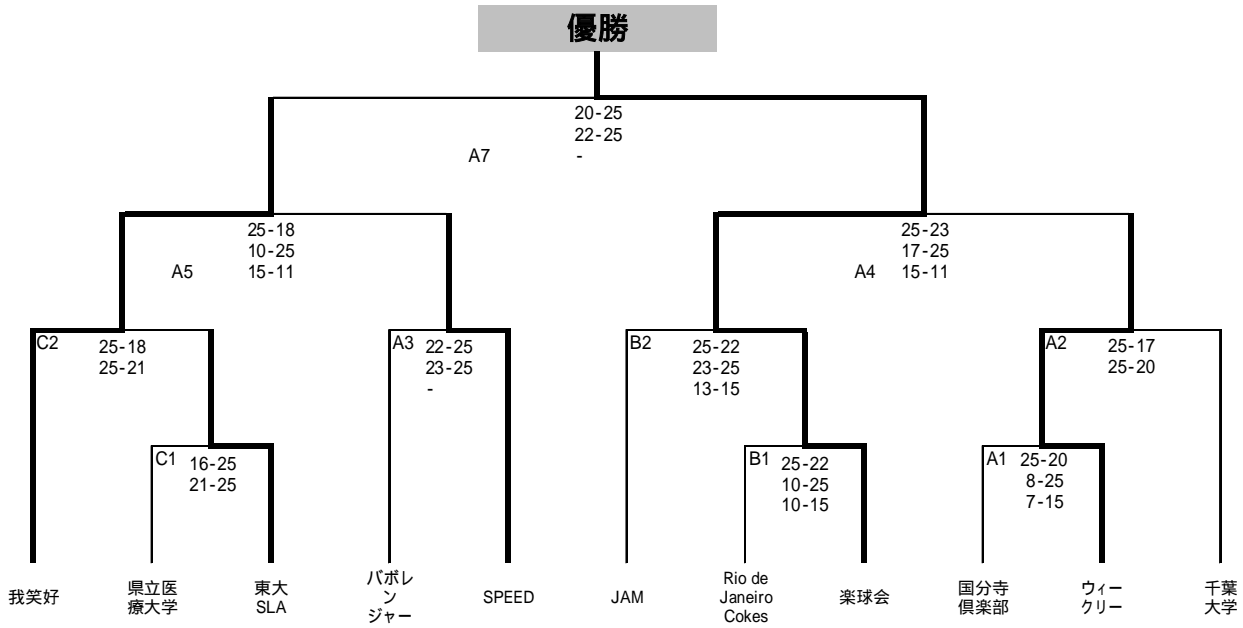 優勝
20-25
22-25
A7
-
25-18
10-25
A5
15-11
25-23
17-25
A4
15-11
C2
25-18
25-21
A3
22-25
23-25
-
B2
25-22
23-25
13-15
A2
25-17
25-20
C1
16-25
21-25
B1
25-22
10-25
10-15
A1
25-20
8-25
7-15
我笑好
県立医
療大学
東大
SLA
バボレ
ン
ジャー
SPEED
JAM
Rio de
Janeiro
Cokes
楽球会
国分寺
倶楽部
ウィー
クリー
千葉
大学